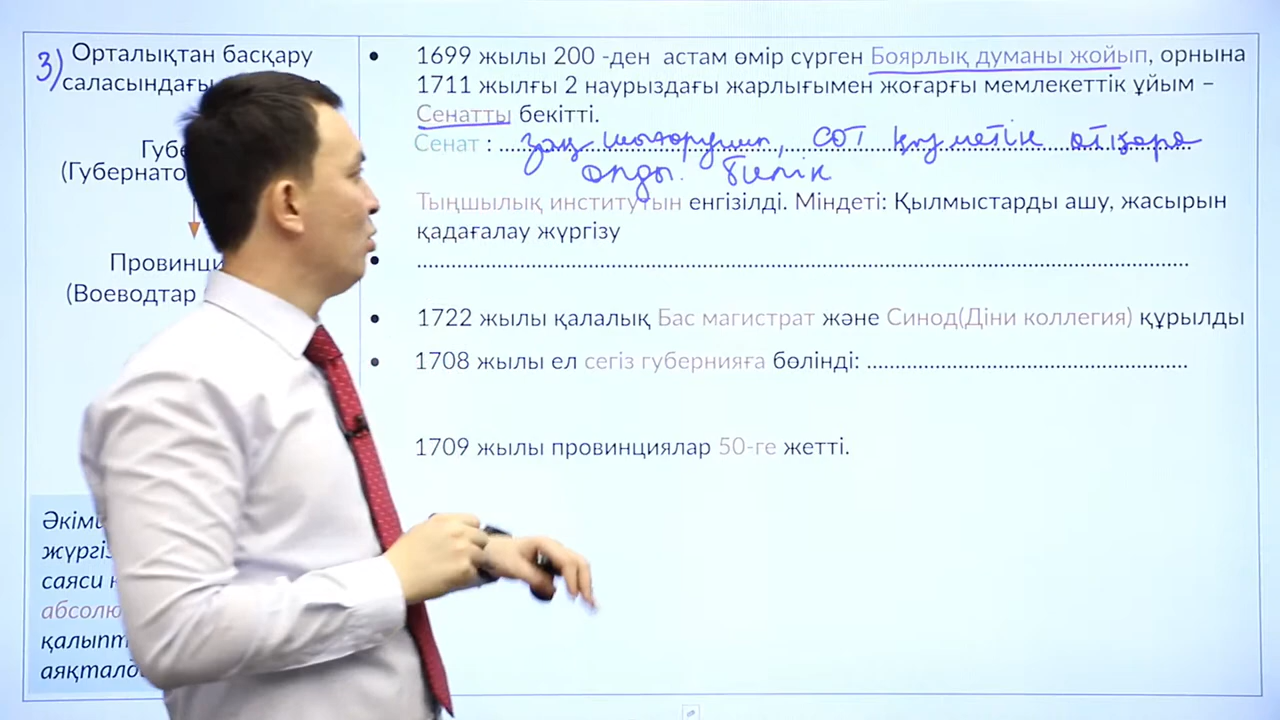 3) Орталықтан басқару
саласындағы
Губе
(Губернато
Провинци
(Воеводтар
Әкімі
жүргіз
саяси
абсолю
қалыпт
аяқталд
• 1699 жылы 200 -ден астам өмір сүрген Боярлық думаны жойып, орнына
1711 жылғы 2 наурыздағы жарлығымен жоғарғы мемлекеттік ұйым –
Сенатты бекітті.
Сенат : заң шығарушы, сот қызметін атқара
алды. билік
Тыңшылық институтын енгізілді. Міндеті: Қылмыстарды ашу, жасырын
қадағалау жүргізу
• ........................................................................
• 1722 жылы қалалық Бас магистрат және Синод(Діни коллегия) құрылды
• 1708 жылы ел сегіз губернияға бөлінді: ..................................................
1709 жылы провинциялар 50-ге жетті.